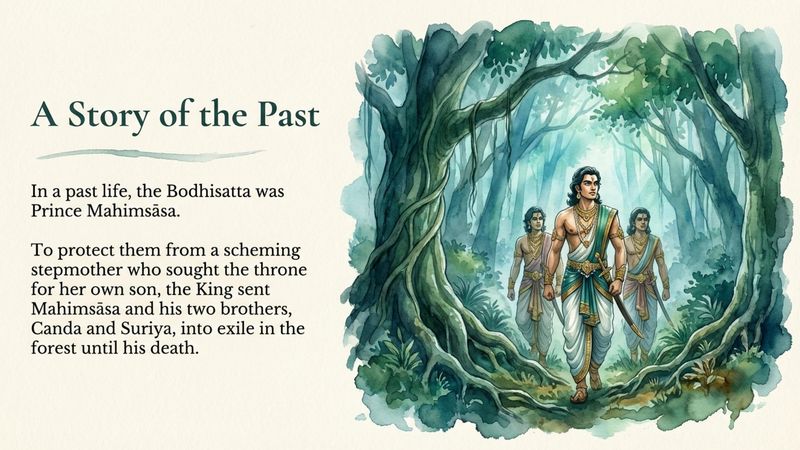 A Story of the Past
In a past life, the Bodhisatta was
Prince Mahimsāsa.
To protect them from a scheming
stepmother who sought the throne
for her own son, the King sent
Mahimsāsa and his two brothers,
Canda and Suriya, into exile in the
forest until his death.